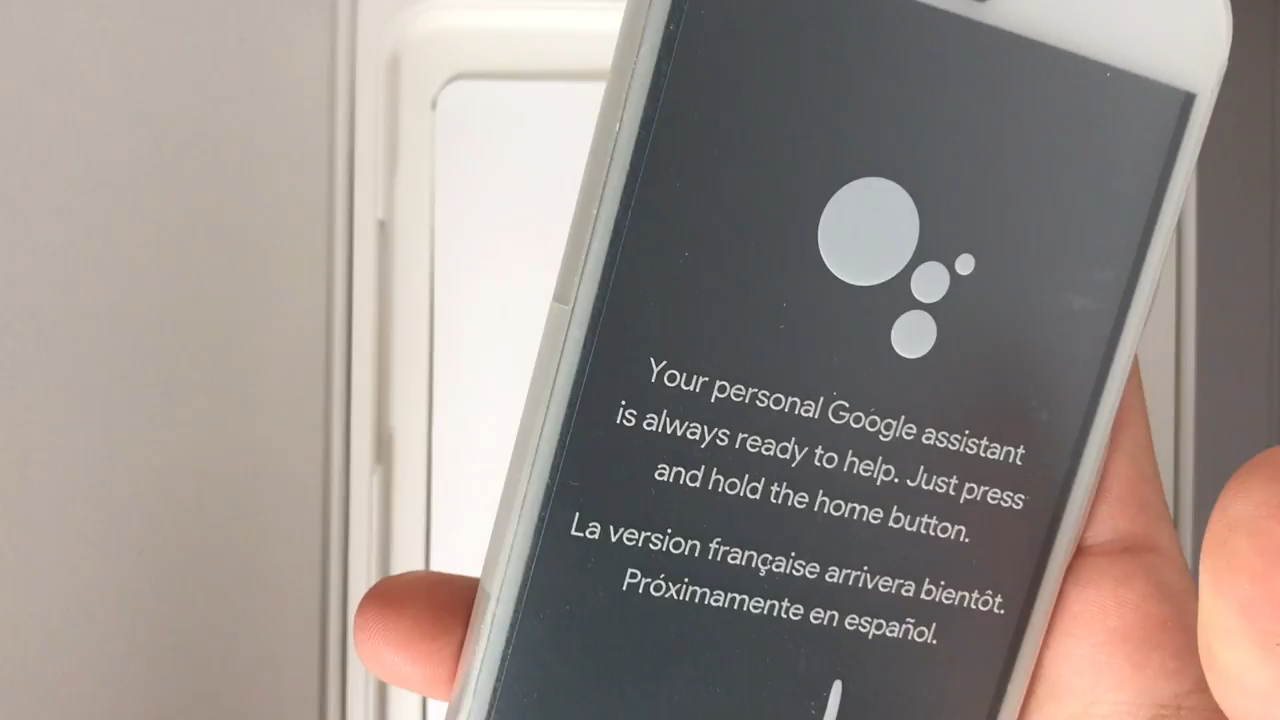 Your personal Google assistant
is always ready to help. Just press
and hold the home button.
La version française arrivera bientôt.
Próximamente en español.